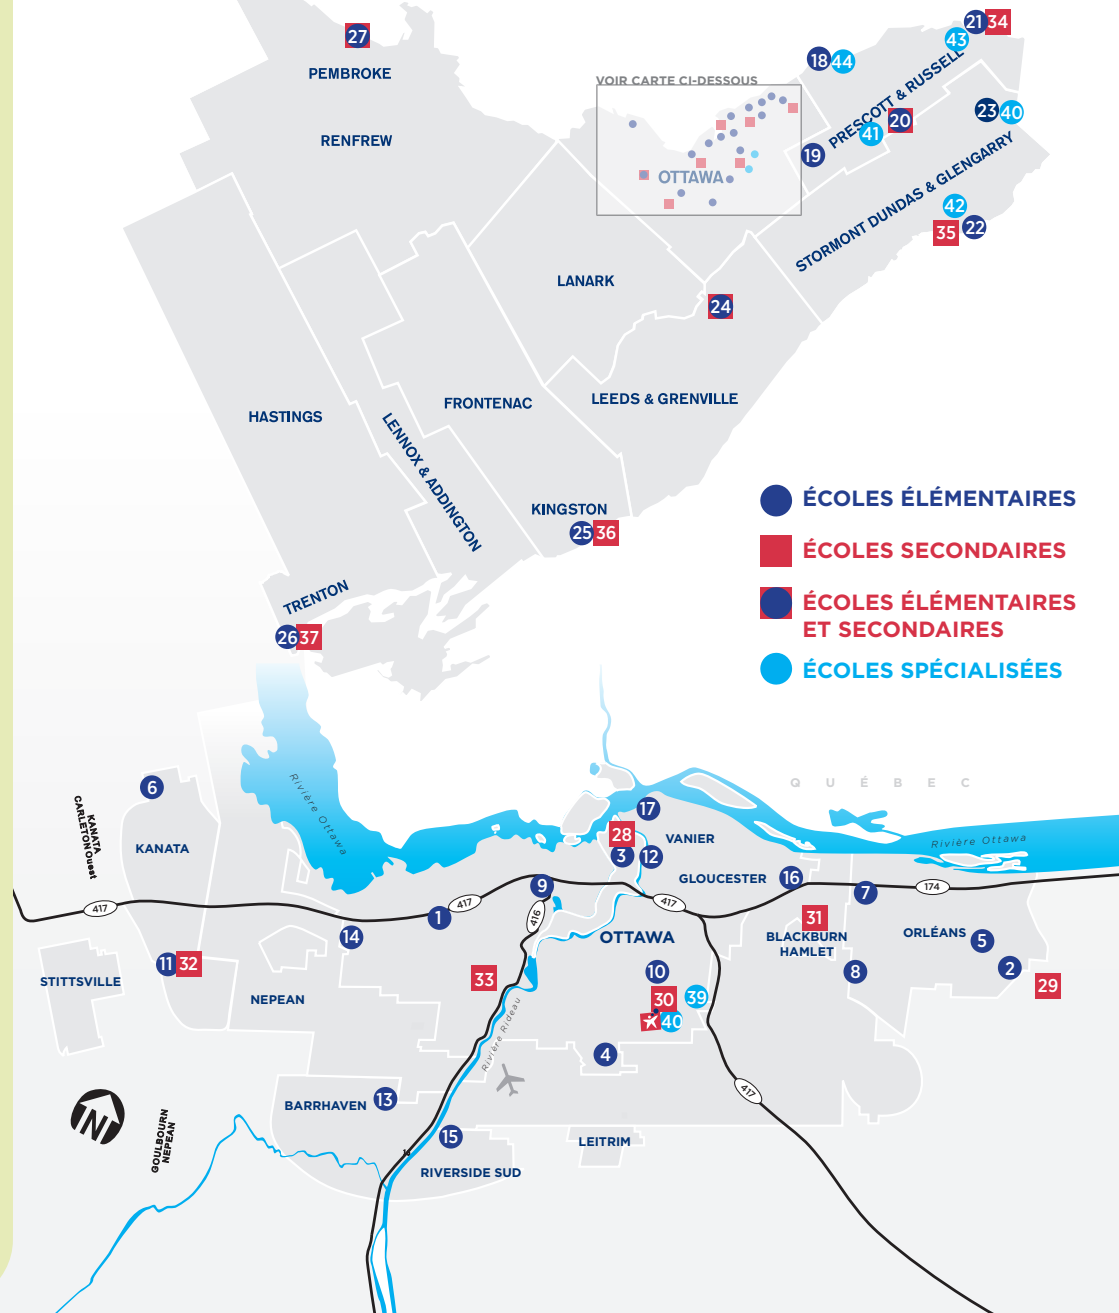 27
PEMBROKE
RENFREW
VOIR CARTE CI-DESSOUS
OTTAWA
21 34
43
18 44
PRESCOTT & RUSSELL
23 40
20
41
19
STORMONT DUNDAS & GLENGARRY
42
35 22
LANARK
24
LEEDS & GRENVILLE
FRONTENAC
HASTINGS
LENNOX & ADDINGTON
KINGSTON
25 36
TRENTON
26 37
ÉCOLES ÉLÉMENTAIRES
ÉCOLES SECONDAIRES
ÉCOLES ÉLÉMENTAIRES
ET SECONDAIRES
ÉCOLES SPÉCIALISÉES
QUÉBEC
Rivière Ottawa
Rivière Ottawa
6
KANATA
CARLETON Ouest
KANATA
17
28
VANIER
3 12
GLOUCESTER
16
9
7
174
417
417
417
416
1
14
31
BLACKBURN
HAMLET
ORLÉANS
5
2
8
29
OTTAWA
11 32
STITTSVILLE
NEPEAN
33
10
30
39
40
Rivière Rideau
4
417
BARRHAVEN
13
15
16
LEITRIM
RIVERSIDE SUD
N
GOULBOURN
NEPEAN